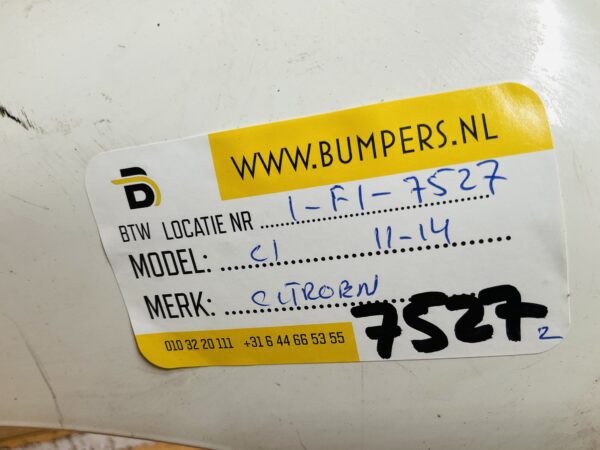 WWW.BUMPERS.NL
D
BTW LOCATIE NR 1-F1-7527
MODEL: C1 11-14
MERK: CITROEN
010 32 20 111 +31 6 44 66 53 55
7527
2